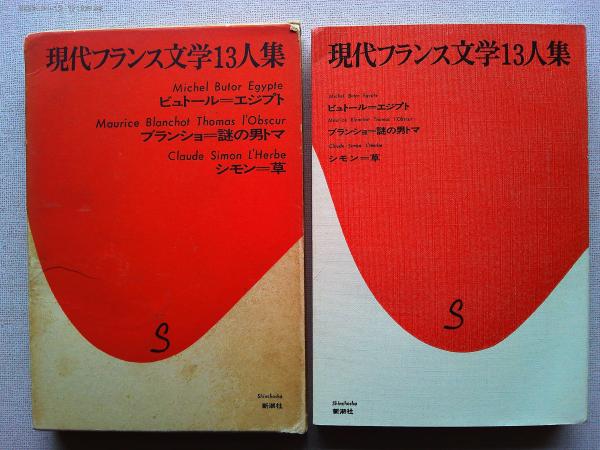 現代フランス文学13人集
Michel Butor Egypte
ビュトール=エジプト
Maurice Blanchot Thomas l'Obscur
ブランショ=謎の男トマ
Claude Simon L'Herbe
シモン=草
S
Shinchosha
新潮社
現代フランス文学13人集
Michel Butor Egypte
ビュトール=エジプト
Maurice Blanchot Thomas l'Obscur
ブランショ=謎の男トマ
Claude Simon L'Herbe
シモン=草
S
Shinchosha
新潮社